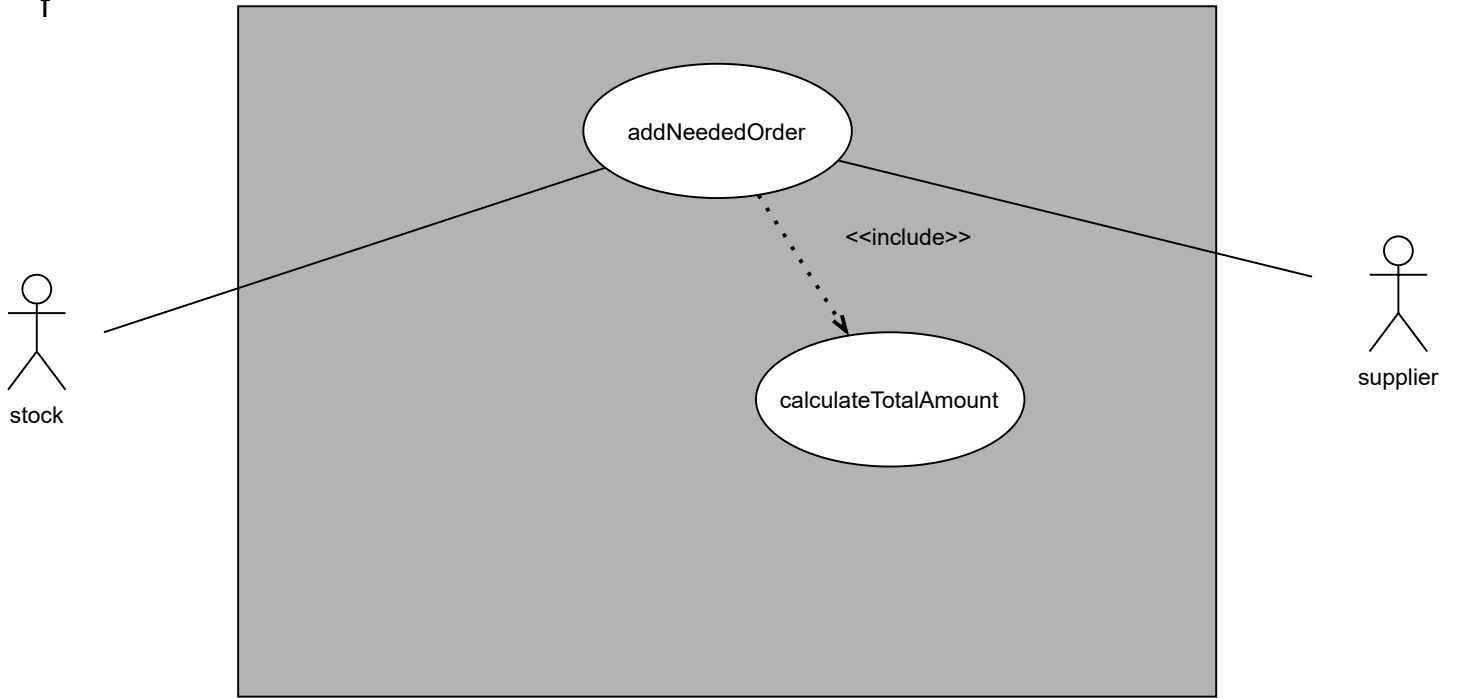 addNeededOrder
<<include>>
supplier
calculateTotalAmount
stock